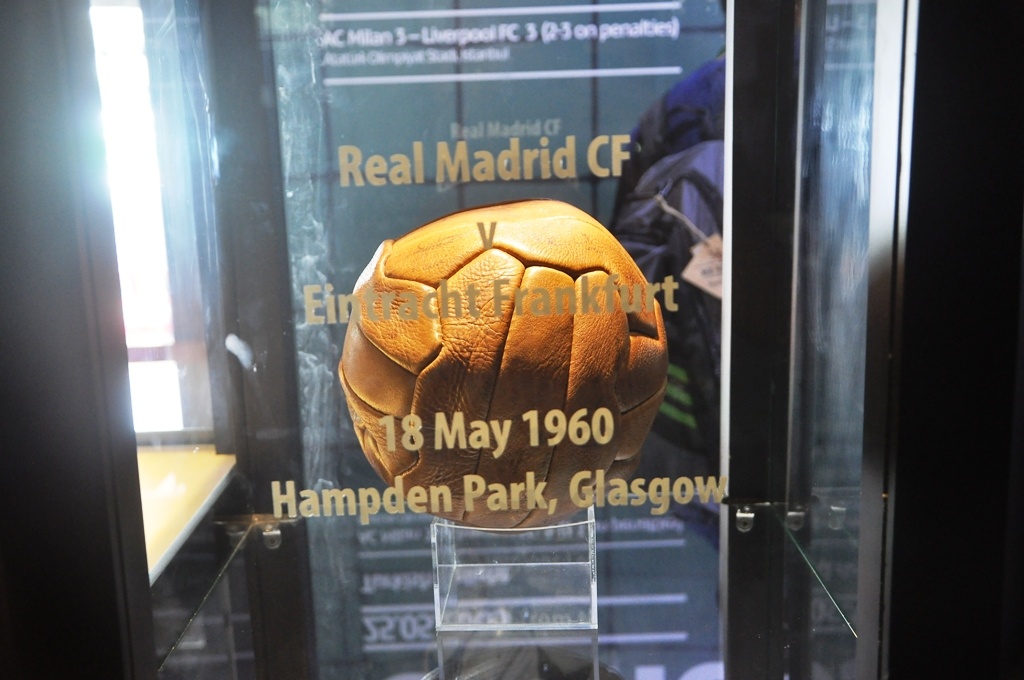 AC Milan 3 – Liverpool FC 3 (2-3 on penalties)
Real Madrid CF
Real Madrid CF
v
Eintracht Frankfurt
18 May 1960
Hampden Park, Glasgow